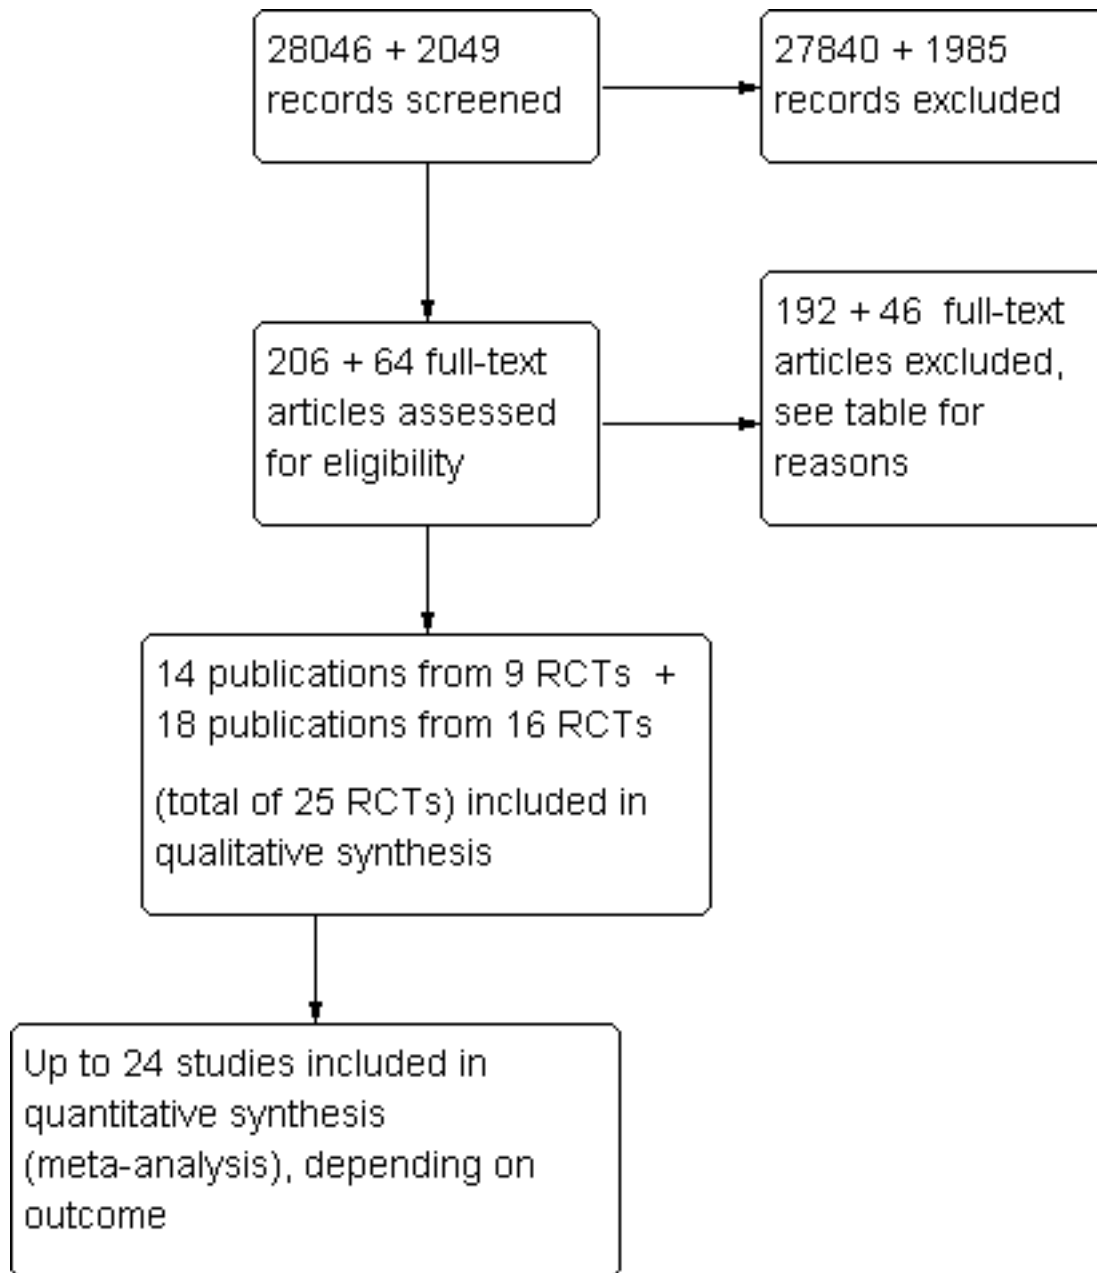 28046 + 2049
records screened
27840 + 1985
records excluded
206 + 64 full-text
articles assessed
for eligibility
192 + 46  full-text
articles excluded,
see table for
reasons
14 publications from 9 RCTs  +
18 publications from 16 RCTs
(total of 25 RCTs) included in
qualitative synthesis
Up to 24 studies included in
quantitative synthesis
(meta-analysis), depending on
outcome